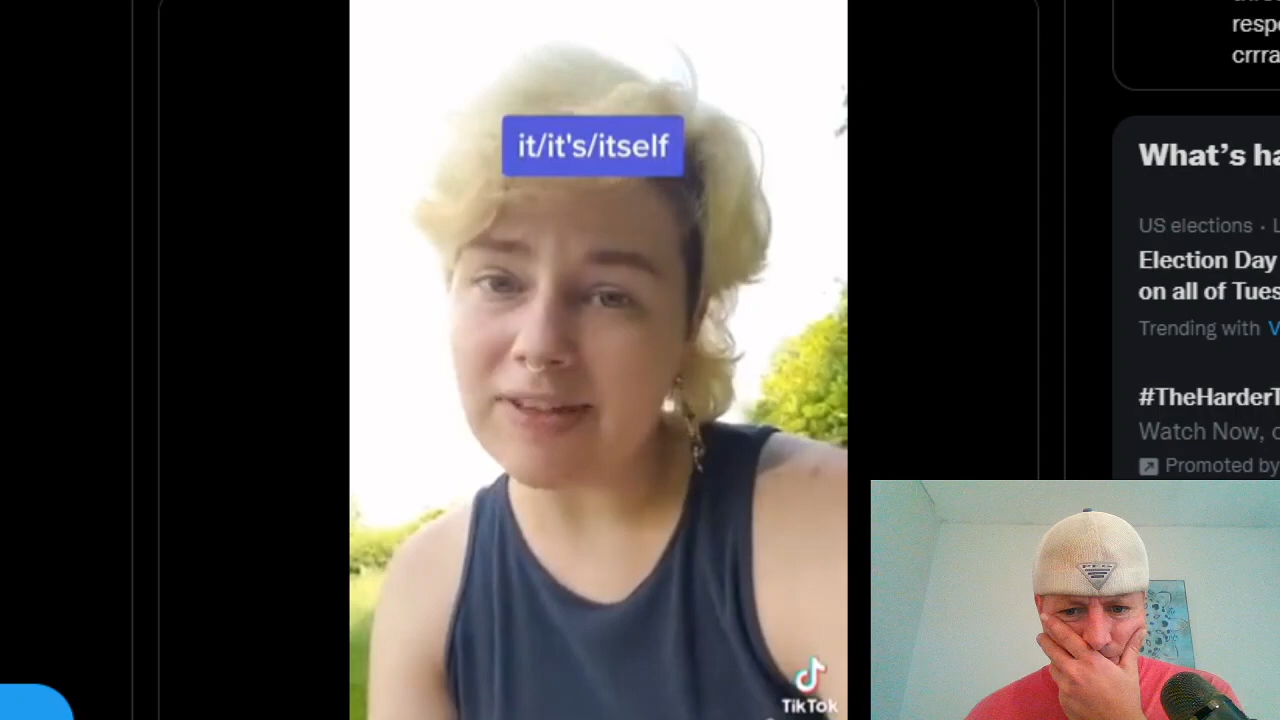 it/it's/itself
TikTok
resp
crrra
What's ha
US elections · L
Election Day
on all of Tues
Trending with V
#TheHarderT
Watch Now, o
Promoted by